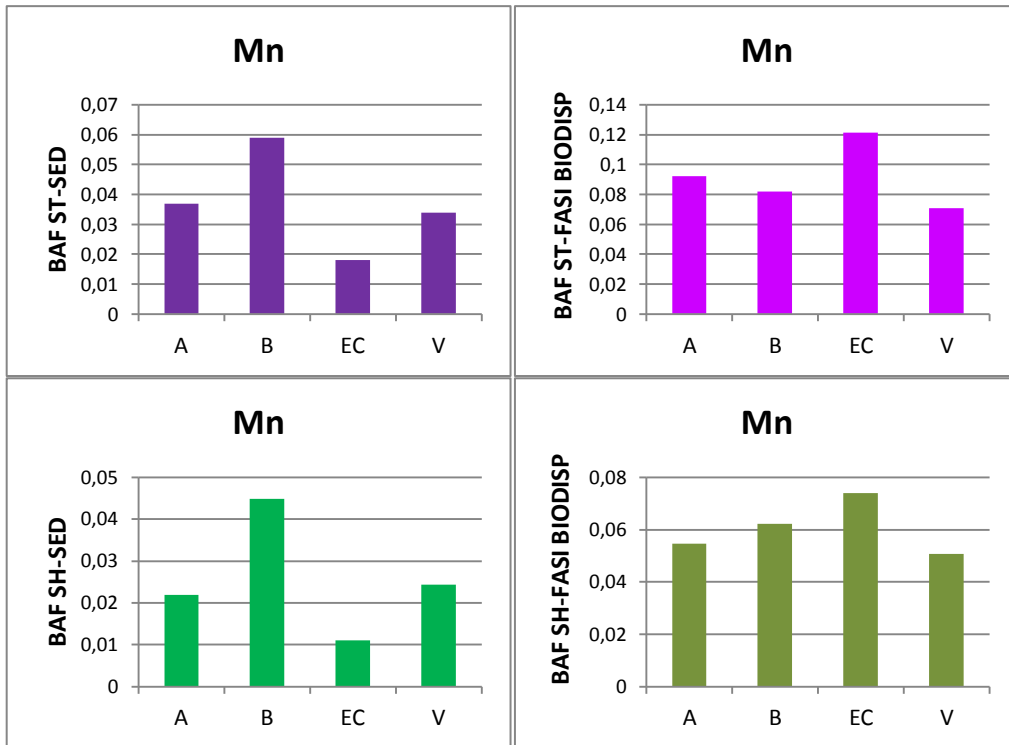 Mn
BAF ST-SED
0,07
0,06
0,05
0,04
0,03
0,02
0,01
0
A B EC V
Mn
BAF ST-FASI BIODISP
0,14
0,12
0,1
0,08
0,06
0,04
0,02
0
A B EC V
Mn
BAF SH-SED
0,05
0,04
0,03
0,02
0,01
0
A B EC V
Mn
BAF SH-FASI BIODISP
0,08
0,06
0,04
0,02
0
A B EC V